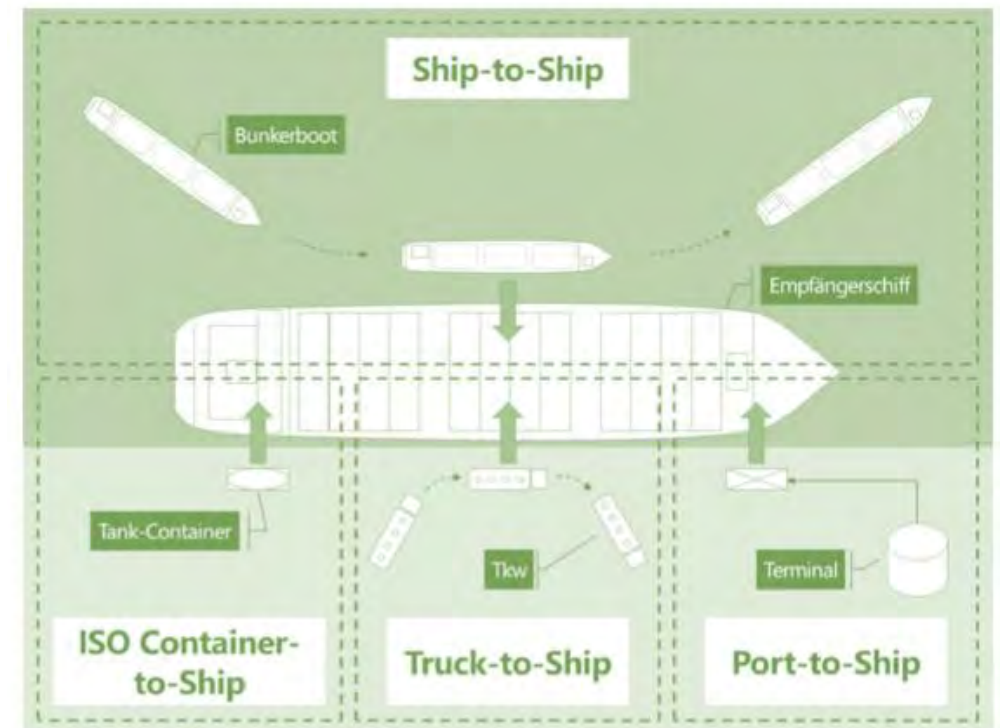 Ship-to-Ship
Bunkerboot
Empfängerschiff
Tank-Container
Tkw
Terminal
ISO Container-
to-Ship
Truck-to-Ship
Port-to-Ship